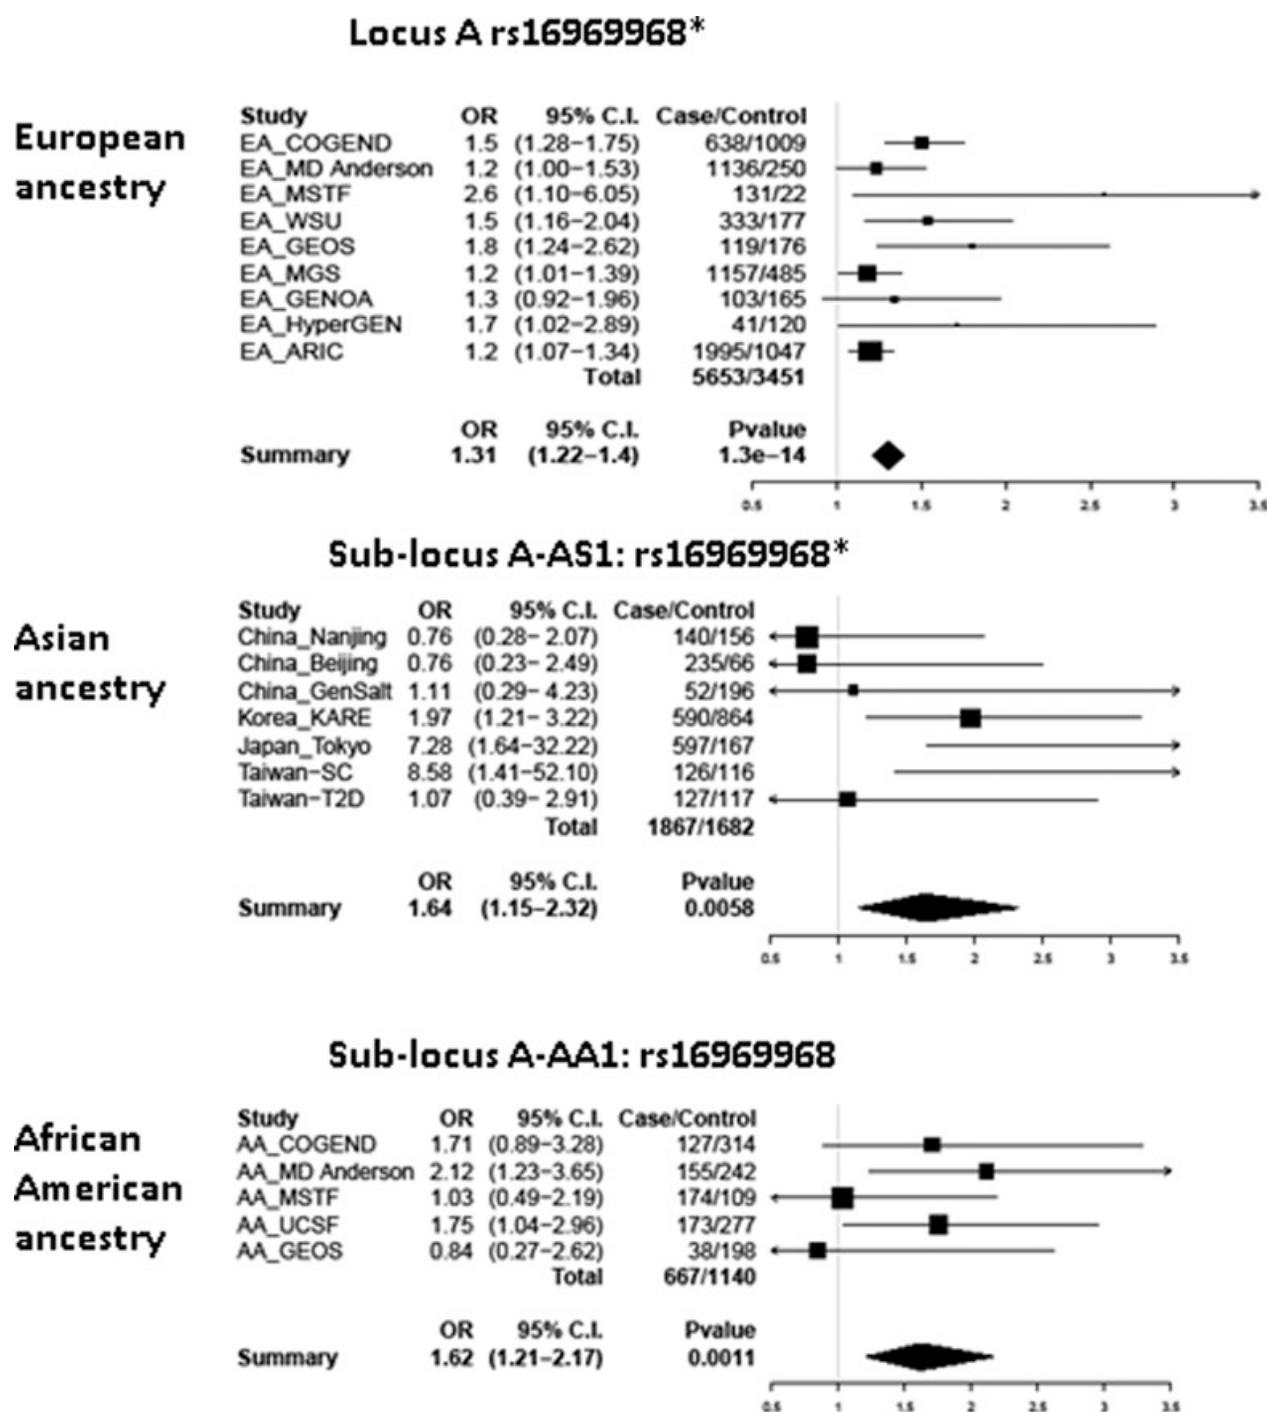 Locus A rs16969968*
European ancestry
Study OR 95% C.I. Case/Control
EA_COGEND 1.5 (1.28−1.75) 638/1009
EA_MD Anderson 1.2 (1.00−1.53) 1136/250
EA_MSTF 2.6 (1.10−6.05) 131/22
EA_WSU 1.5 (1.16−2.04) 333/177
EA_GEOS 1.8 (1.24−2.62) 119/176
EA_MGS 1.2 (1.01−1.39) 1157/485
EA_GENOA 1.3 (0.92−1.96) 103/165
EA_HyperGEN 1.7 (1.02−2.89) 41/120
EA_ARIC 1.2 (1.07−1.34) 1995/1047
Total 5653/3451
OR 95% C.I. Pvalue
Summary 1.31 (1.22−1.4) 1.3e−14
0.5 1 1.5 2 2.5 3 3.5
Sub-locus A-AS1: rs16969968*
Asian ancestry
Study OR 95% C.I. Case/Control
China_Nanjing 0.76 (0.28− 2.07) 140/156
China_Beijing 0.76 (0.23− 2.49) 235/66
China_GenSalt 1.11 (0.29− 4.23) 52/196
Korea_KARE 1.97 (1.21− 3.22) 590/864
Japan_Tokyo 7.28 (1.64−32.22) 597/167
Taiwan−SC 8.58 (1.41−52.10) 126/116
Taiwan−T2D 1.07 (0.39− 2.91) 127/117
Total 1867/1682
OR 95% C.I. Pvalue
Summary 1.64 (1.15−2.32) 0.0058
0.5 1 1.5 2 2.5 3 3.5
Sub-locus A-AA1: rs16969968
African American ancestry
Study OR 95% C.I. Case/Control
AA_COGEND 1.71 (0.89−3.28) 127/314
AA_MD Anderson 2.12 (1.23−3.65) 155/242
AA_MSTF 1.03 (0.49−2.19) 174/109
AA_UCSF 1.75 (1.04−2.96) 173/277
AA_GEOS 0.84 (0.27−2.62) 38/198
Total 667/1140
OR 95% C.I. Pvalue
Summary 1.62 (1.21−2.17) 0.0011
0.5 1 1.5 2 2.5 3 3.5